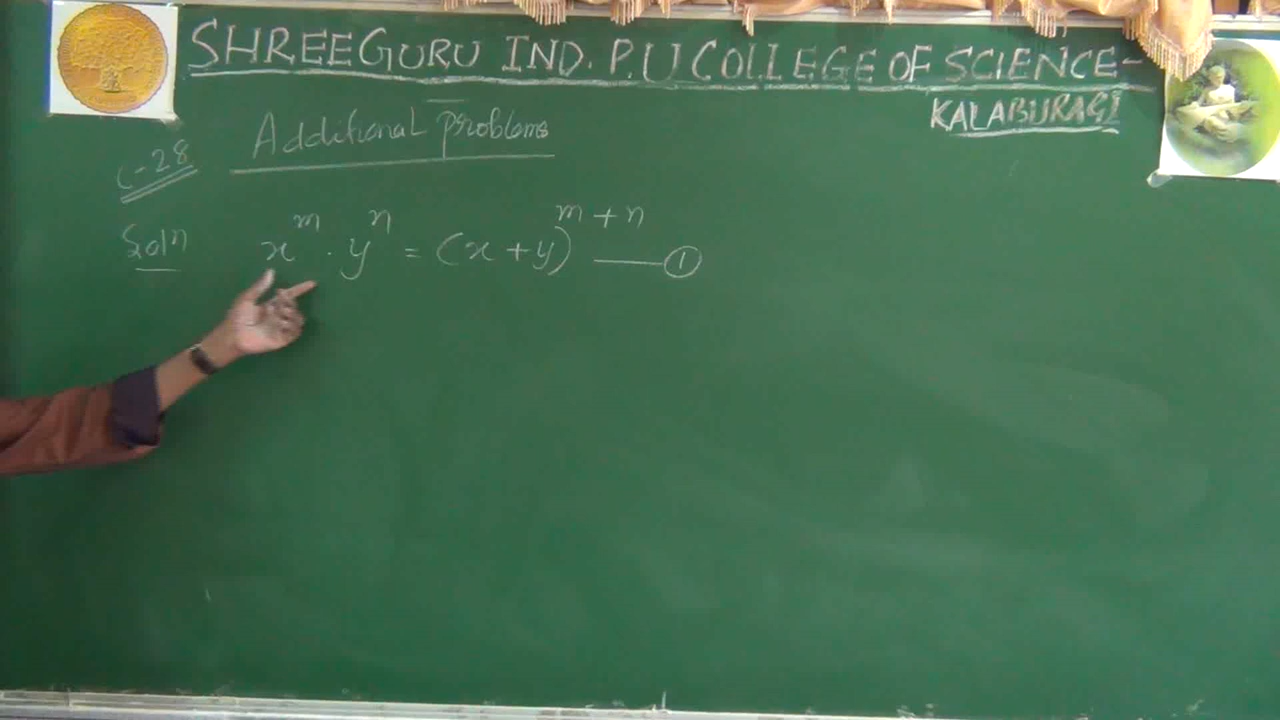 SHREEGURU IND. P.U COLLEGE OF SCIENCE-
KALABURAGI
Additional Problems
C-28
Soln x^m · y^n = (x+y)^{m+n} —— ①